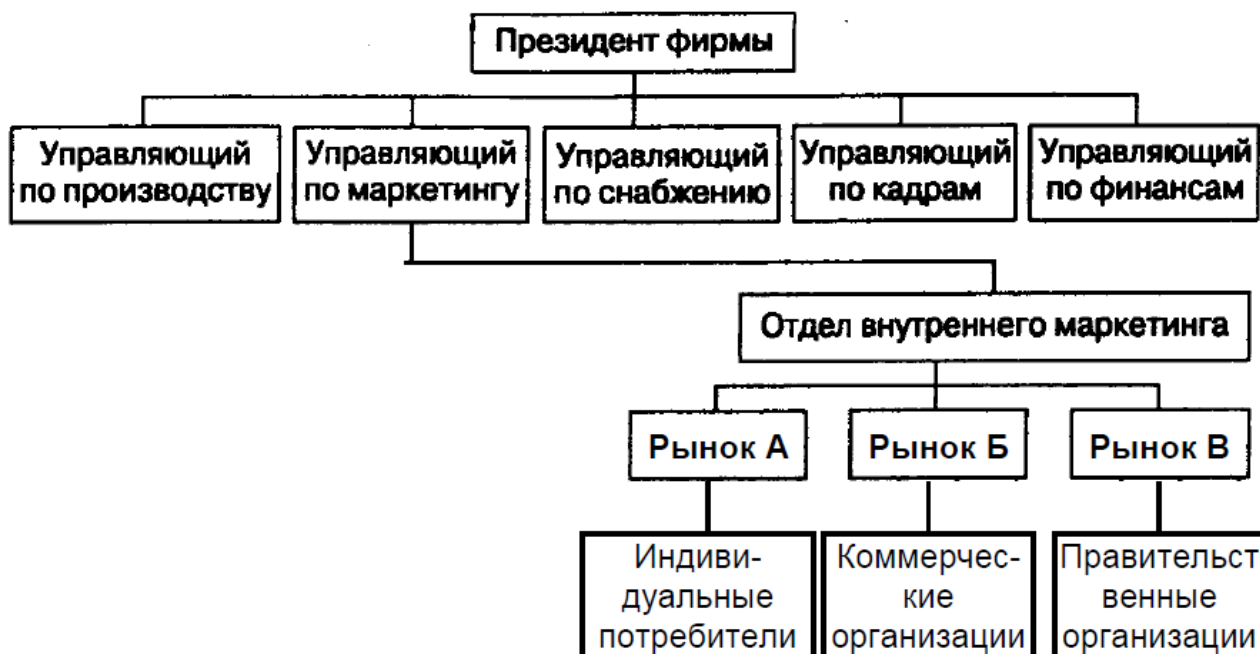 Президент фирмы
Управляющий
по производству
Управляющий
по маркетингу
Управляющий
по снабжению
Управляющий
по кадрам
Управляющий
по финансам
Отдел внутреннего маркетинга
Рынок А
Рынок Б
Рынок В
Индиви-
дуальные
потребители
Коммерчес-
кие
организации
Правительст
венные
организации